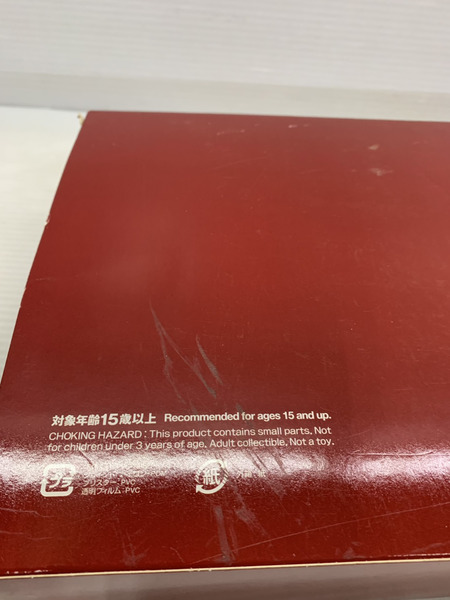 対象年齢15歳以上 Recommended for ages 15 and up.
CHOKING HAZARD : This product contains small parts. Not
for children under 3 years of age. Adult collectible. Not a toy.
プラ
ブリスター:PVC
透明フィルム:PVC
紙